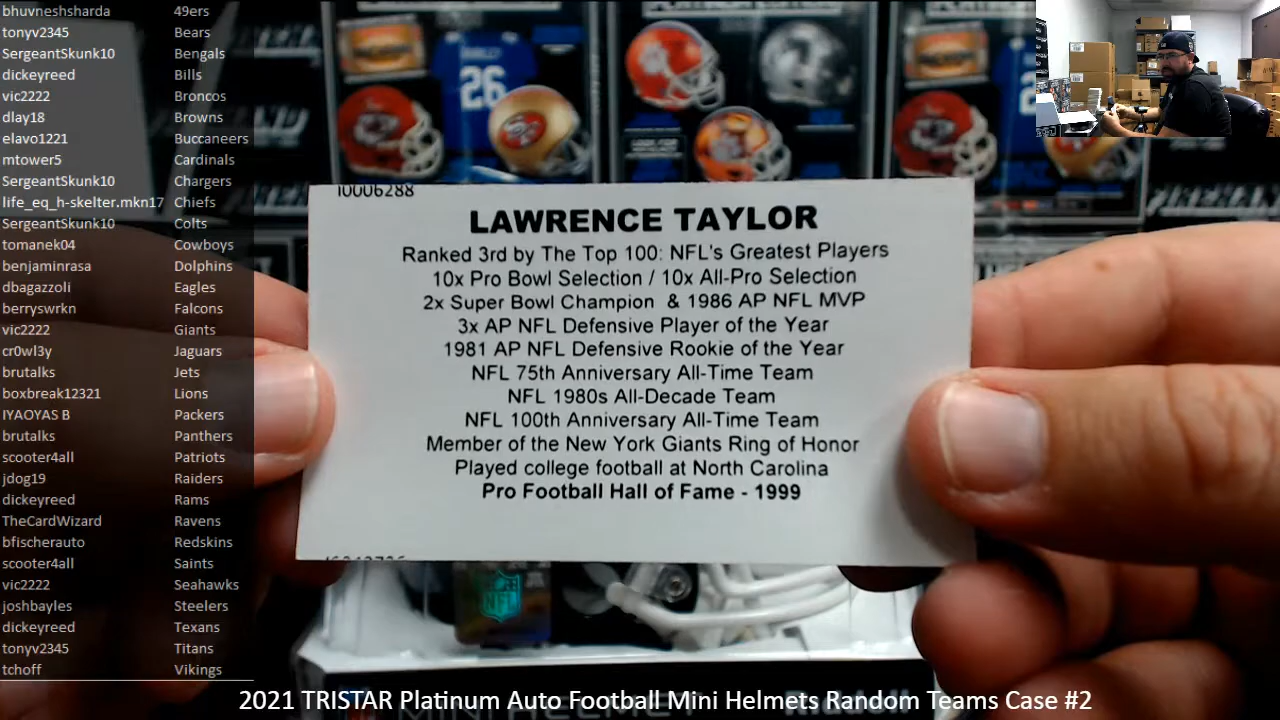 bhuvneshsharda 49ers
tonyv2345 Bears
SergeantSkunk10 Bengals
dickeyreed Bills
vic2222 Broncos
dlay18 Browns
elavo1221 Buccaneers
mtower5 Cardinals
SergeantSkunk10 Chargers
life_eq_h-skelter.mkn17 Chiefs
SergeantSkunk10 Colts
tomanek04 Cowboys
benjaminrasa Dolphins
dbagazzoli Eagles
berryswrkn Falcons
vic2222 Giants
cr0wl3y Jaguars
brutalks Jets
boxbreak12321 Lions
IYAOYAS B Packers
brutalks Panthers
scooter4all Patriots
jdog19 Raiders
dickeyreed Rams
TheCardWizard Ravens
bfischerauto Redskins
scooter4all Saints
vic2222 Seahawks
joshbayles Steelers
dickeyreed Texans
tonyv2345 Titans
tchoff Vikings
26
10006288
LAWRENCE TAYLOR
Ranked 3rd by The Top 100: NFL's Greatest Players
10x Pro Bowl Selection / 10x All-Pro Selection
2x Super Bowl Champion & 1986 AP NFL MVP
3x AP NFL Defensive Player of the Year
1981 AP NFL Defensive Rookie of the Year
NFL 75th Anniversary All-Time Team
NFL 1980s All-Decade Team
NFL 100th Anniversary All-Time Team
Member of the New York Giants Ring of Honor
Played college football at North Carolina
Pro Football Hall of Fame - 1999
NFL
MINI HELMET Riddell
2021 TRISTAR Platinum Auto Football Mini Helmets Random Teams Case #2